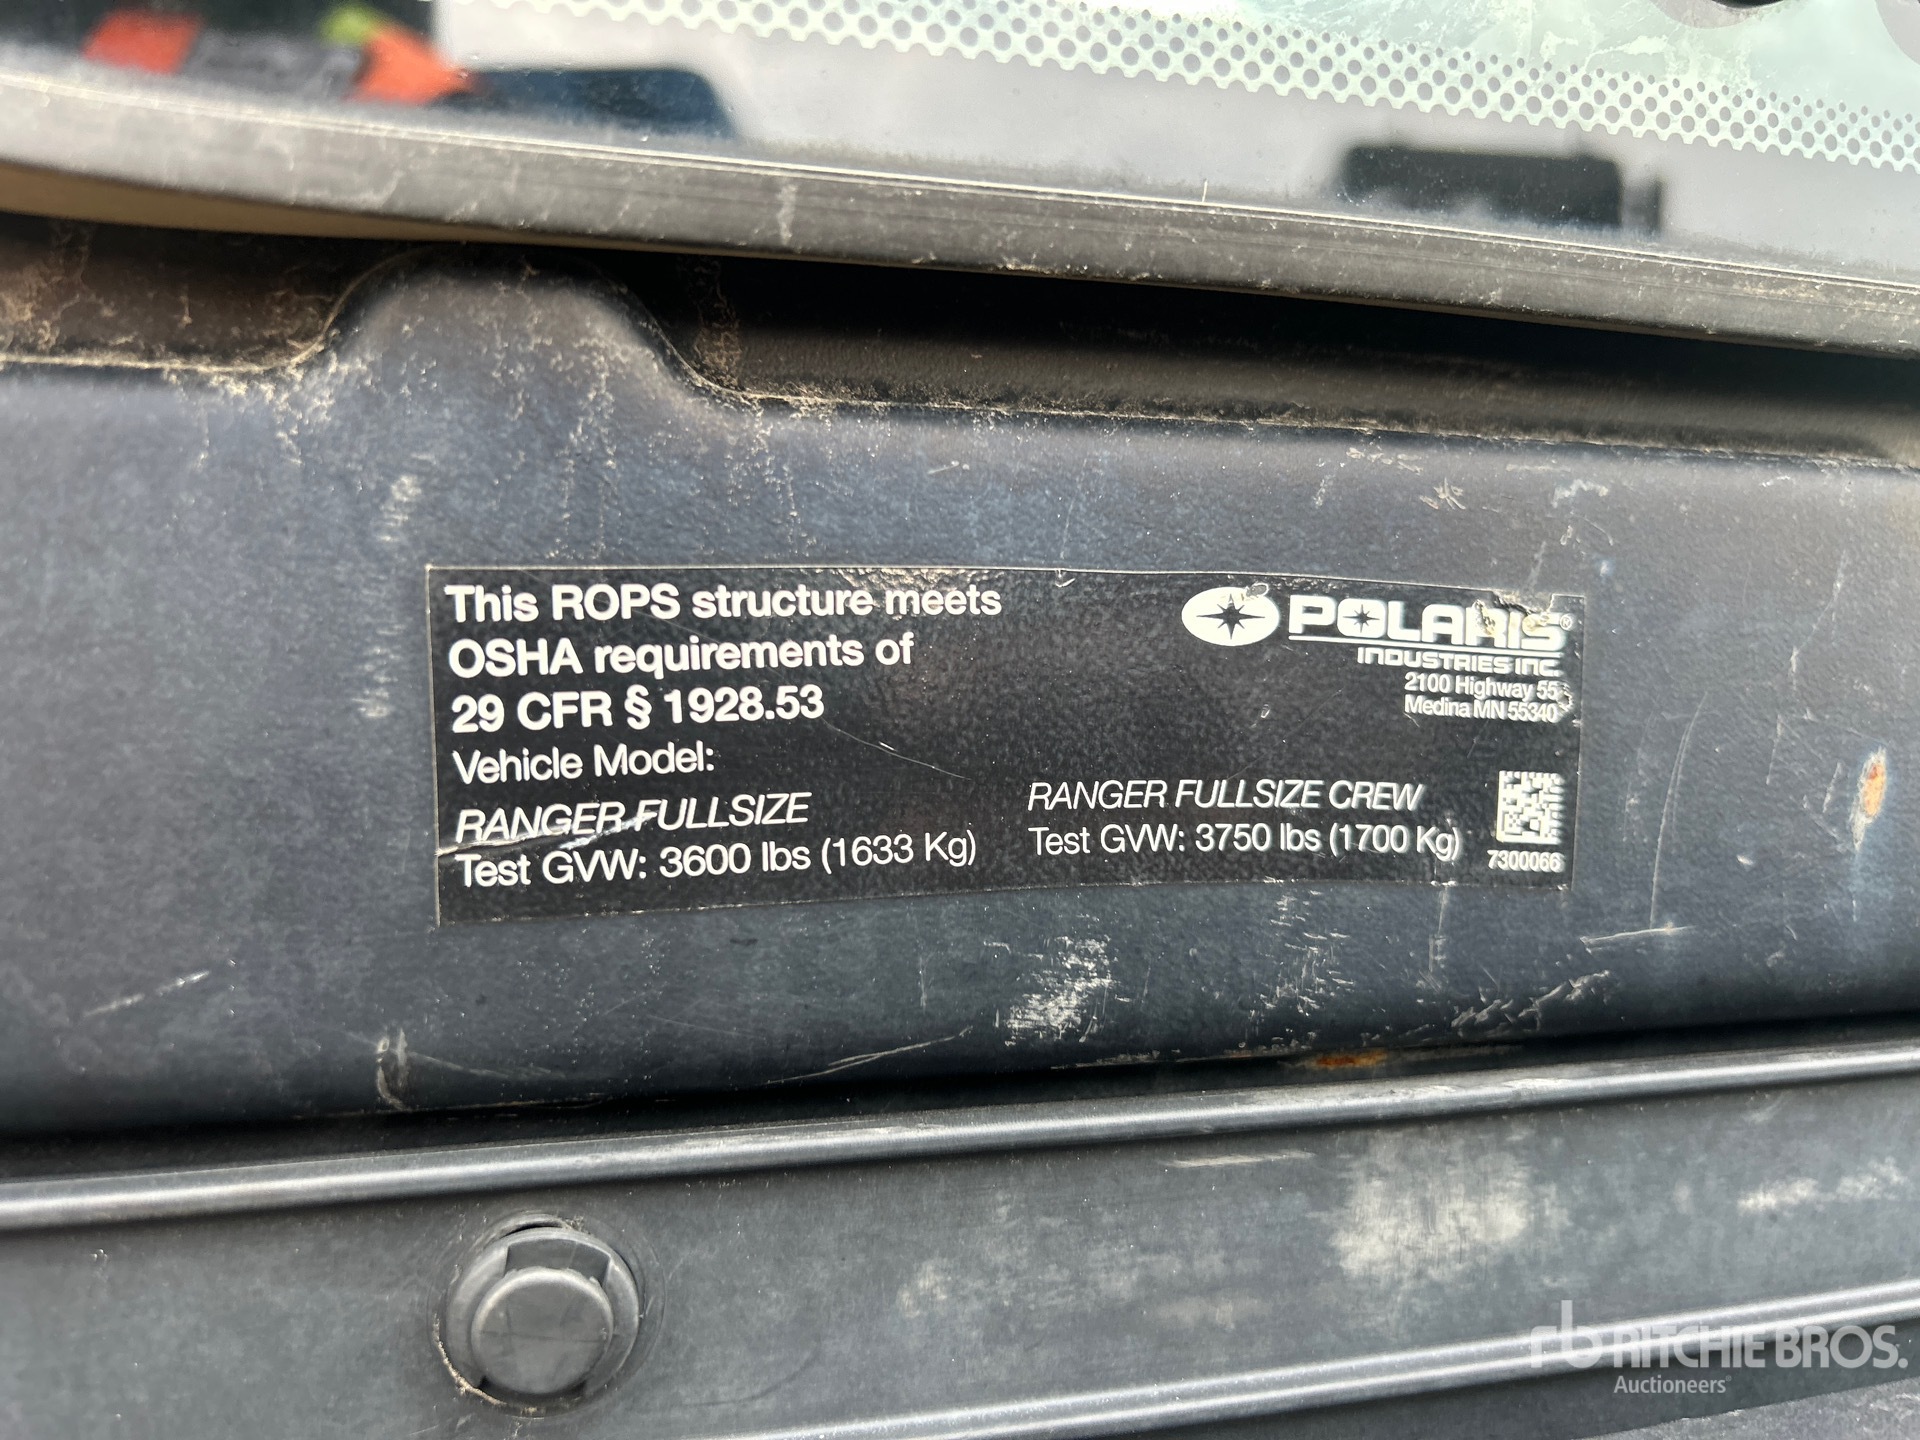 This ROPS structure meets
OSHA requirements of
29 CFR § 1928.53
Vehicle Model:
RANGER FULLSIZE
Test GVW: 3600 lbs (1633 Kg)
POLARIS®
INDUSTRIES INC.
2100 Highway 55
Medina MN 55340
RANGER FULLSIZE CREW
Test GVW: 3750 lbs (1700 Kg)
7300066
rb RITCHIE BROS.
Auctioneers